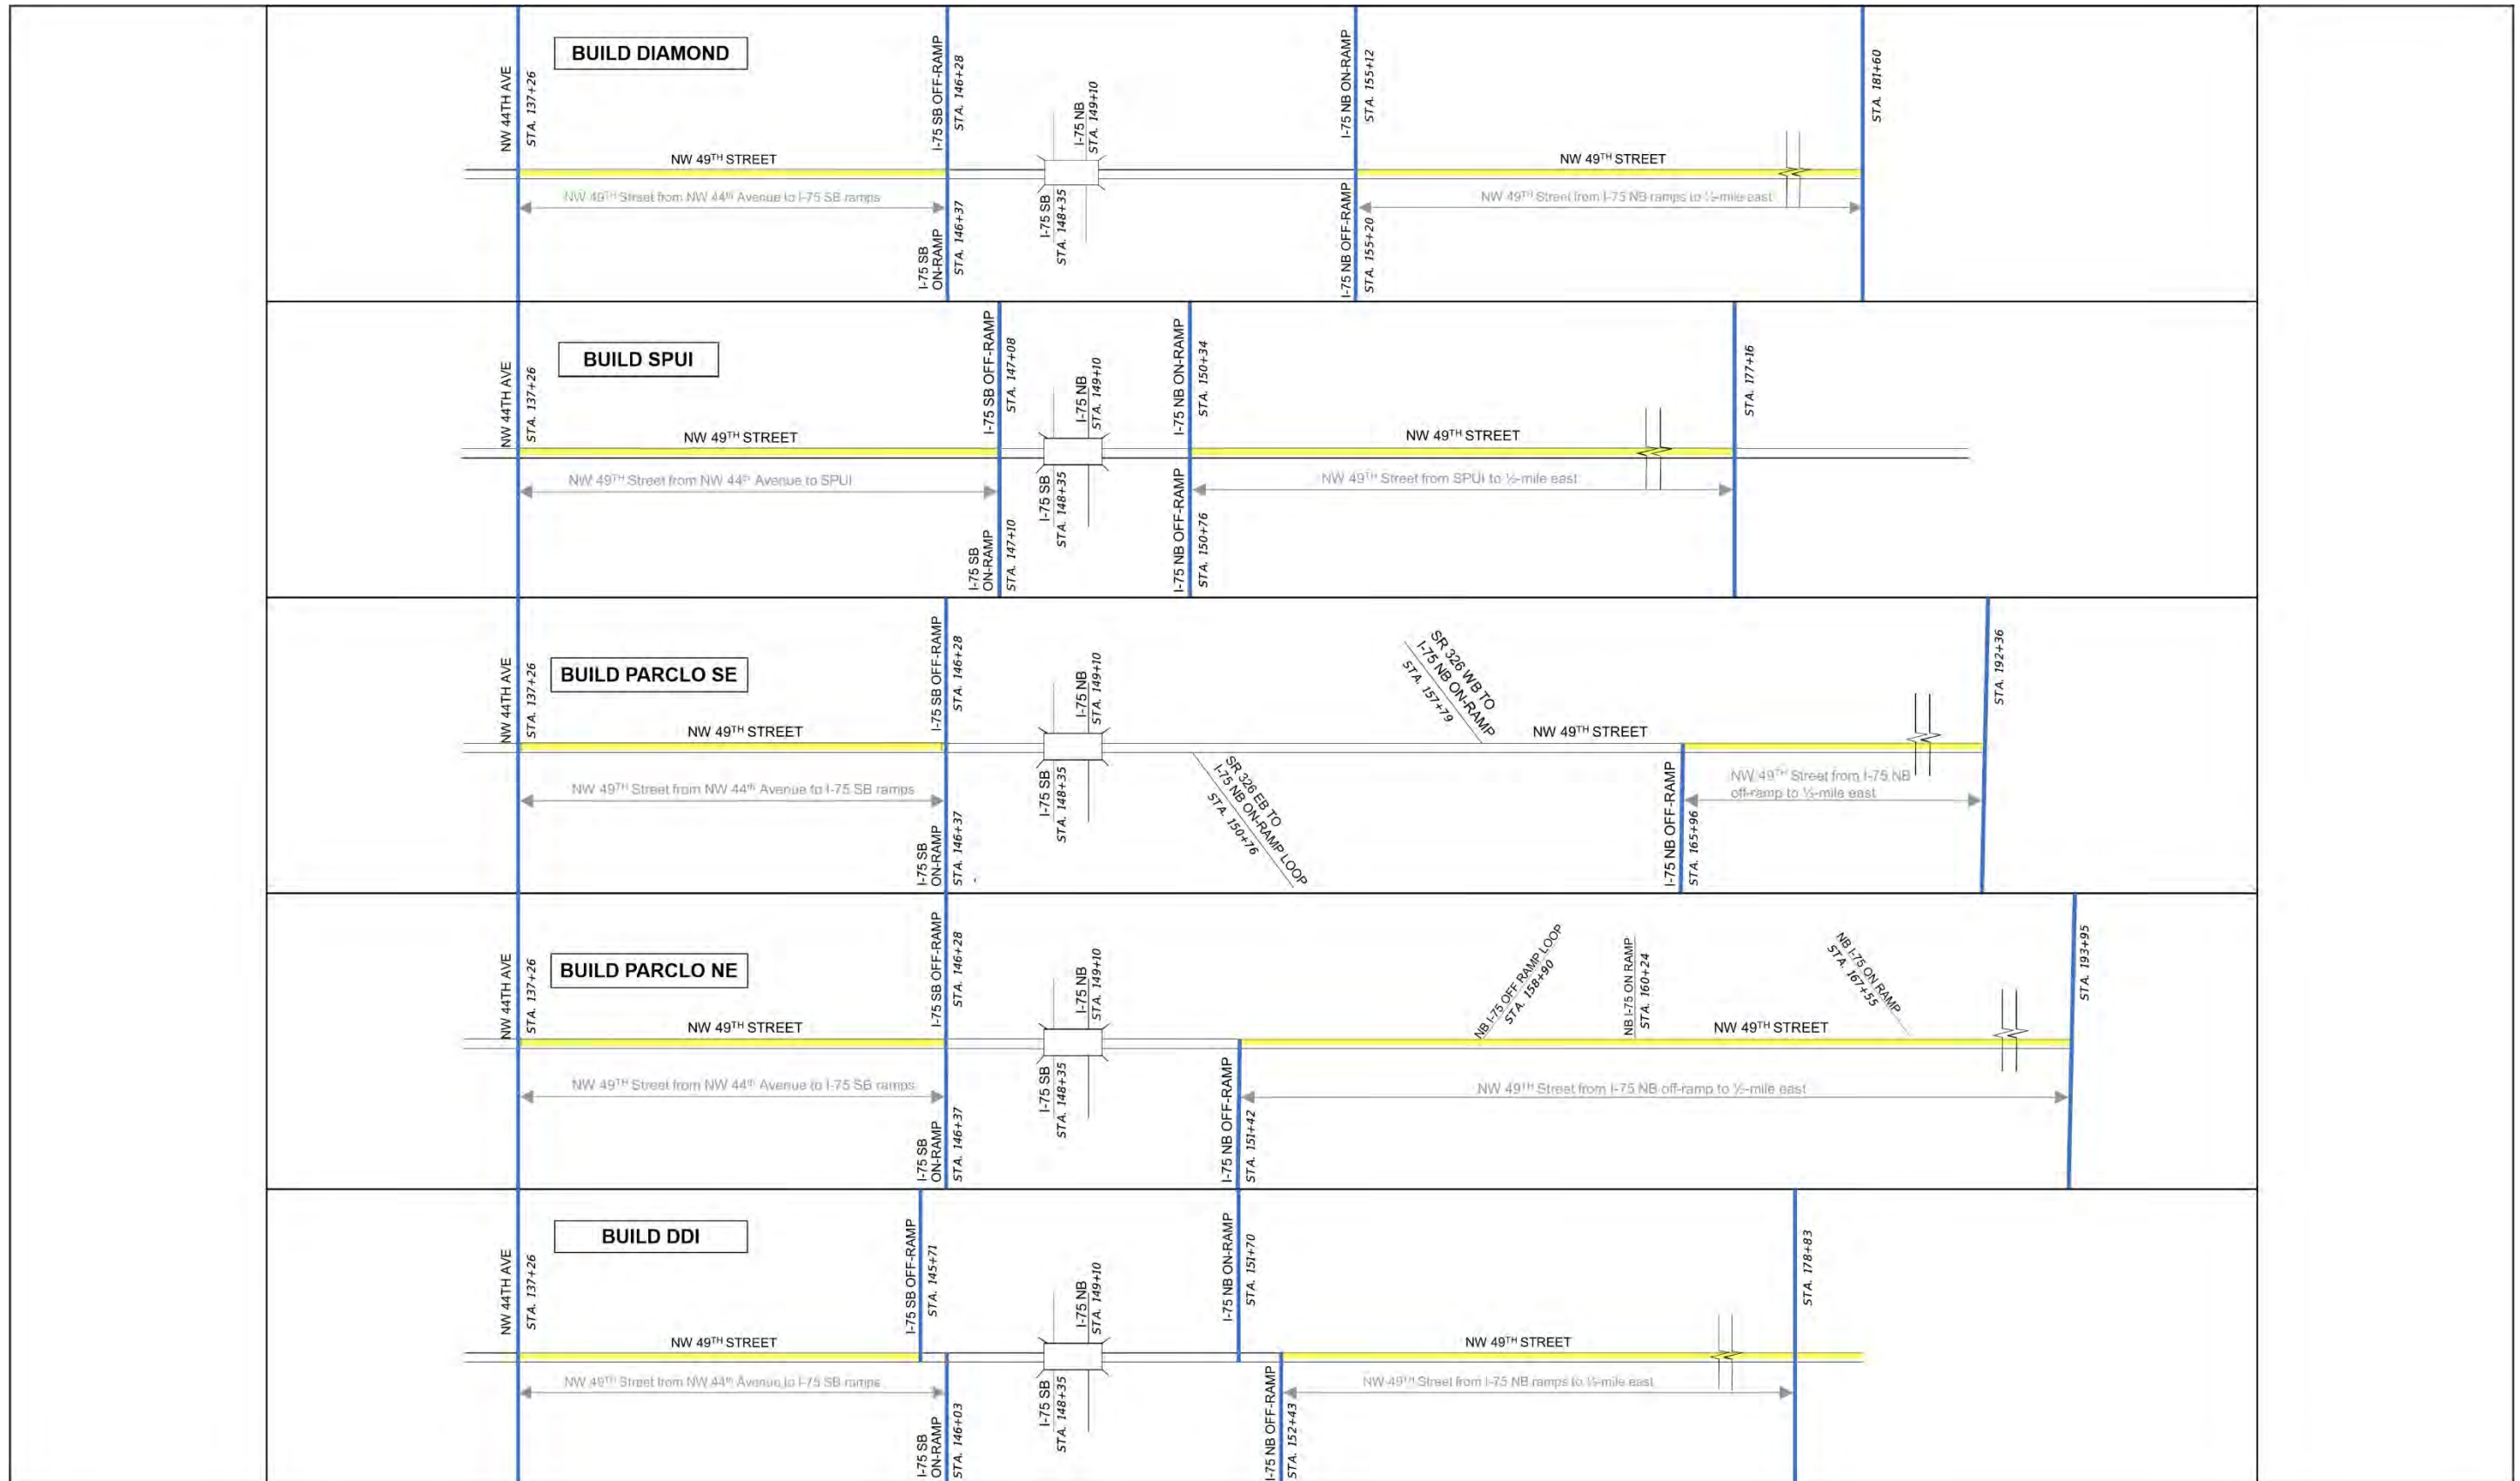 BUILD DIAMOND
NW 44TH AVE
STA. 137+26
I-75 SB OFF-RAMP
STA. 146+28
I-75 NB
STA. 149+10
I-75 NB ON-RAMP
STA. 155+12
STA. 181+60
NW 49TH STREET
NW 49TH STREET
NW 49TH Street from NW 44th Avenue to I-75 SB ramps
NW 49TH Street from I-75 NB ramps to ½-mile east
I-75 SB
ON-RAMP
STA. 146+37
I-75 SB
STA. 148+35
I-75 NB OFF-RAMP
STA. 155+20
BUILD SPUI
NW 44TH AVE
STA. 137+26
I-75 SB OFF-RAMP
STA. 147+08
I-75 NB
STA. 149+10
I-75 NB ON-RAMP
STA. 150+34
STA. 177+16
NW 49TH STREET
NW 49TH STREET
NW 49TH Street from NW 44th Avenue to SPUI
NW 49TH Street from SPUI to ½-mile east
I-75 SB
ON-RAMP
STA. 147+10
I-75 SB
STA. 148+35
I-75 NB OFF-RAMP
STA. 150+76
BUILD PARCLO SE
NW 44TH AVE
STA. 137+26
I-75 SB OFF-RAMP
STA. 146+28
I-75 NB
STA. 149+10
SR 326 WB TO
I-75 NB ON-RAMP
STA. 157+79
STA. 192+36
NW 49TH STREET
NW 49TH STREET
NW 49TH Street from NW 44th Avenue to I-75 SB ramps
NW 49TH Street from I-75 NB
off-ramp to ½-mile east
I-75 SB
ON-RAMP
STA. 146+37
I-75 SB
STA. 148+35
SR 326 EB TO
I-75 NB ON-RAMP LOOP
STA. 150+76
I-75 NB OFF-RAMP
STA. 165+96
BUILD PARCLO NE
NW 44TH AVE
STA. 137+26
I-75 SB OFF-RAMP
STA. 146+28
I-75 NB
STA. 149+10
NB I-75 OFF RAMP LOOP
STA. 158+90
NB I-75 ON RAMP
STA. 160+24
NB I-75 ON RAMP
STA. 167+55
STA. 193+95
NW 49TH STREET
NW 49TH STREET
NW 49TH Street from NW 44th Avenue to I-75 SB ramps
NW 49TH Street from I-75 NB off-ramp to ½-mile east
I-75 SB
ON-RAMP
STA. 146+37
I-75 SB
STA. 148+35
I-75 NB OFF-RAMP
STA. 151+42
BUILD DDI
NW 44TH AVE
STA. 137+26
I-75 SB OFF-RAMP
STA. 145+71
I-75 NB
STA. 149+10
I-75 NB ON-RAMP
STA. 151+70
STA. 178+83
NW 49TH STREET
NW 49TH STREET
NW 49TH Street from NW 44th Avenue to I-75 SB ramps
NW 49TH Street from I-75 NB ramps to ½-mile east
I-75 SB
ON-RAMP
STA. 146+03
I-75 SB
STA. 148+35
I-75 NB OFF-RAMP
STA. 152+43